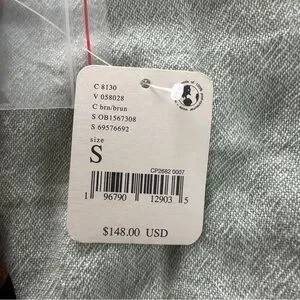 C 8130
V 058028
C brn/brun
S OB1567308
S 69576692
size
S
CP2682 0007
1 96790 12903 5
$148.00 USD